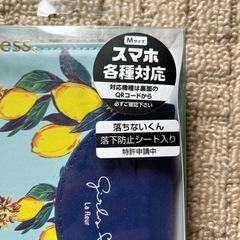 ess
Mサイズ
スマホ
各種対応
対応機種は裏面の
QRコードから
必ずご確認下さい
落ちないくん
落下防止シート入り
特許申請中
La fleur